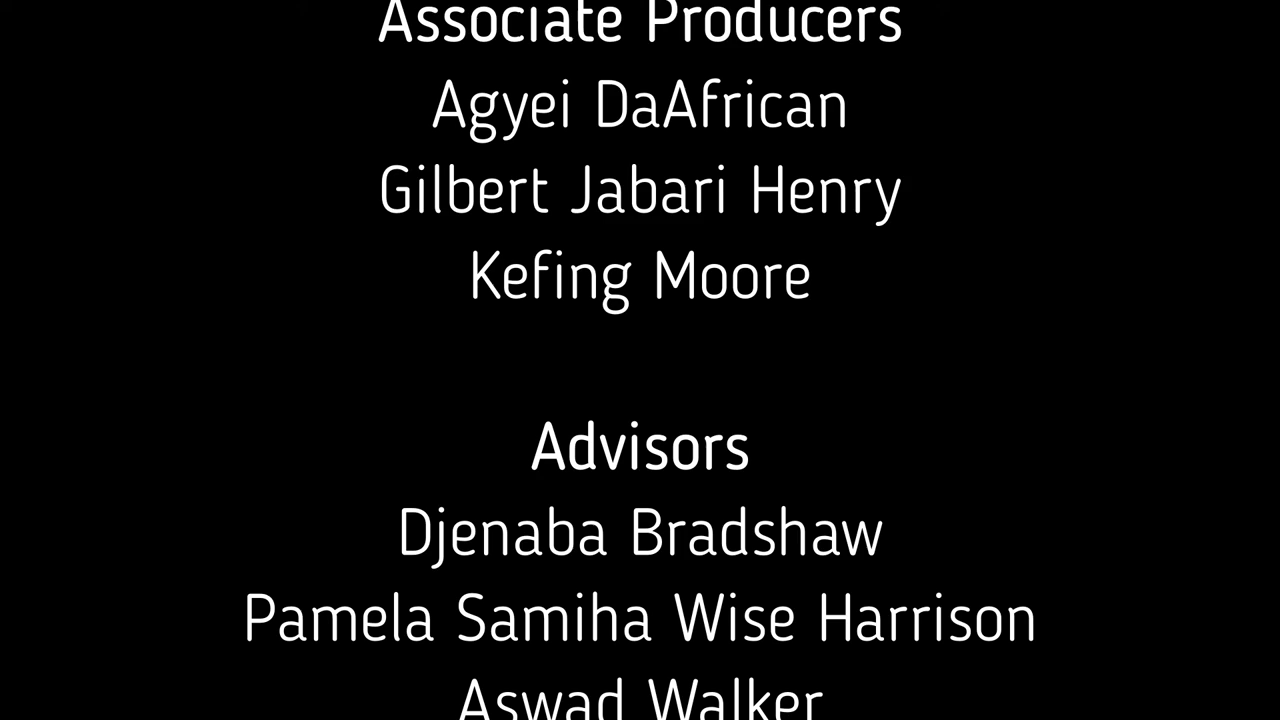 Associate Producers
Agyei DaAfrican
Gilbert Jabari Henry
Kefing Moore
Advisors
Djenaba Bradshaw
Pamela Samiha Wise Harrison
Aswad Walker